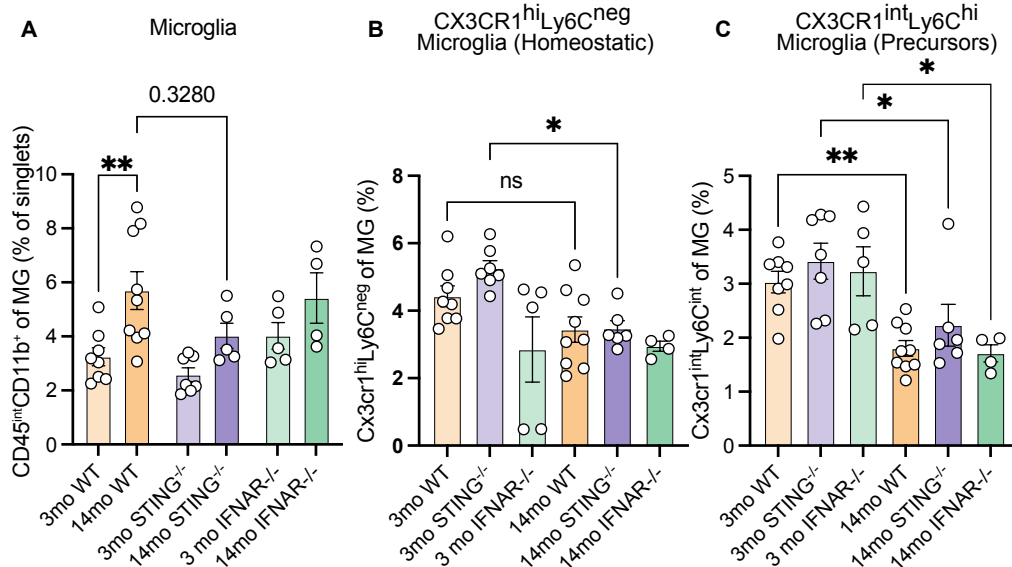 A
Microglia
CD45intCD11b+ of MG (% of singlets)
10
8
6
4
2
0
**
0.3280
3mo WT
14mo WT
3mo STING-/-
14mo STING-/-
3 mo IFNAR-/-
14mo IFNAR-/-
B
CX3CR1hiLy6Cneg
Microglia (Homeostatic)
Cx3cr1hiLy6Cneg of MG (%)
8
6
4
2
0
ns
*
3mo WT
3mo STING-/-
3 mo IFNAR-/-
14mo WT
14mo STING-/-
14mo IFNAR-/-
C
CX3CR1intLy6Chi
Microglia (Precursors)
Cx3cr1intLy6Cint of MG (%)
5
4
3
2
1
0
**
*
*
3mo WT
3mo STING-/-
3 mo IFNAR-/-
14mo WT
14mo STING-/-
14mo IFNAR-/-